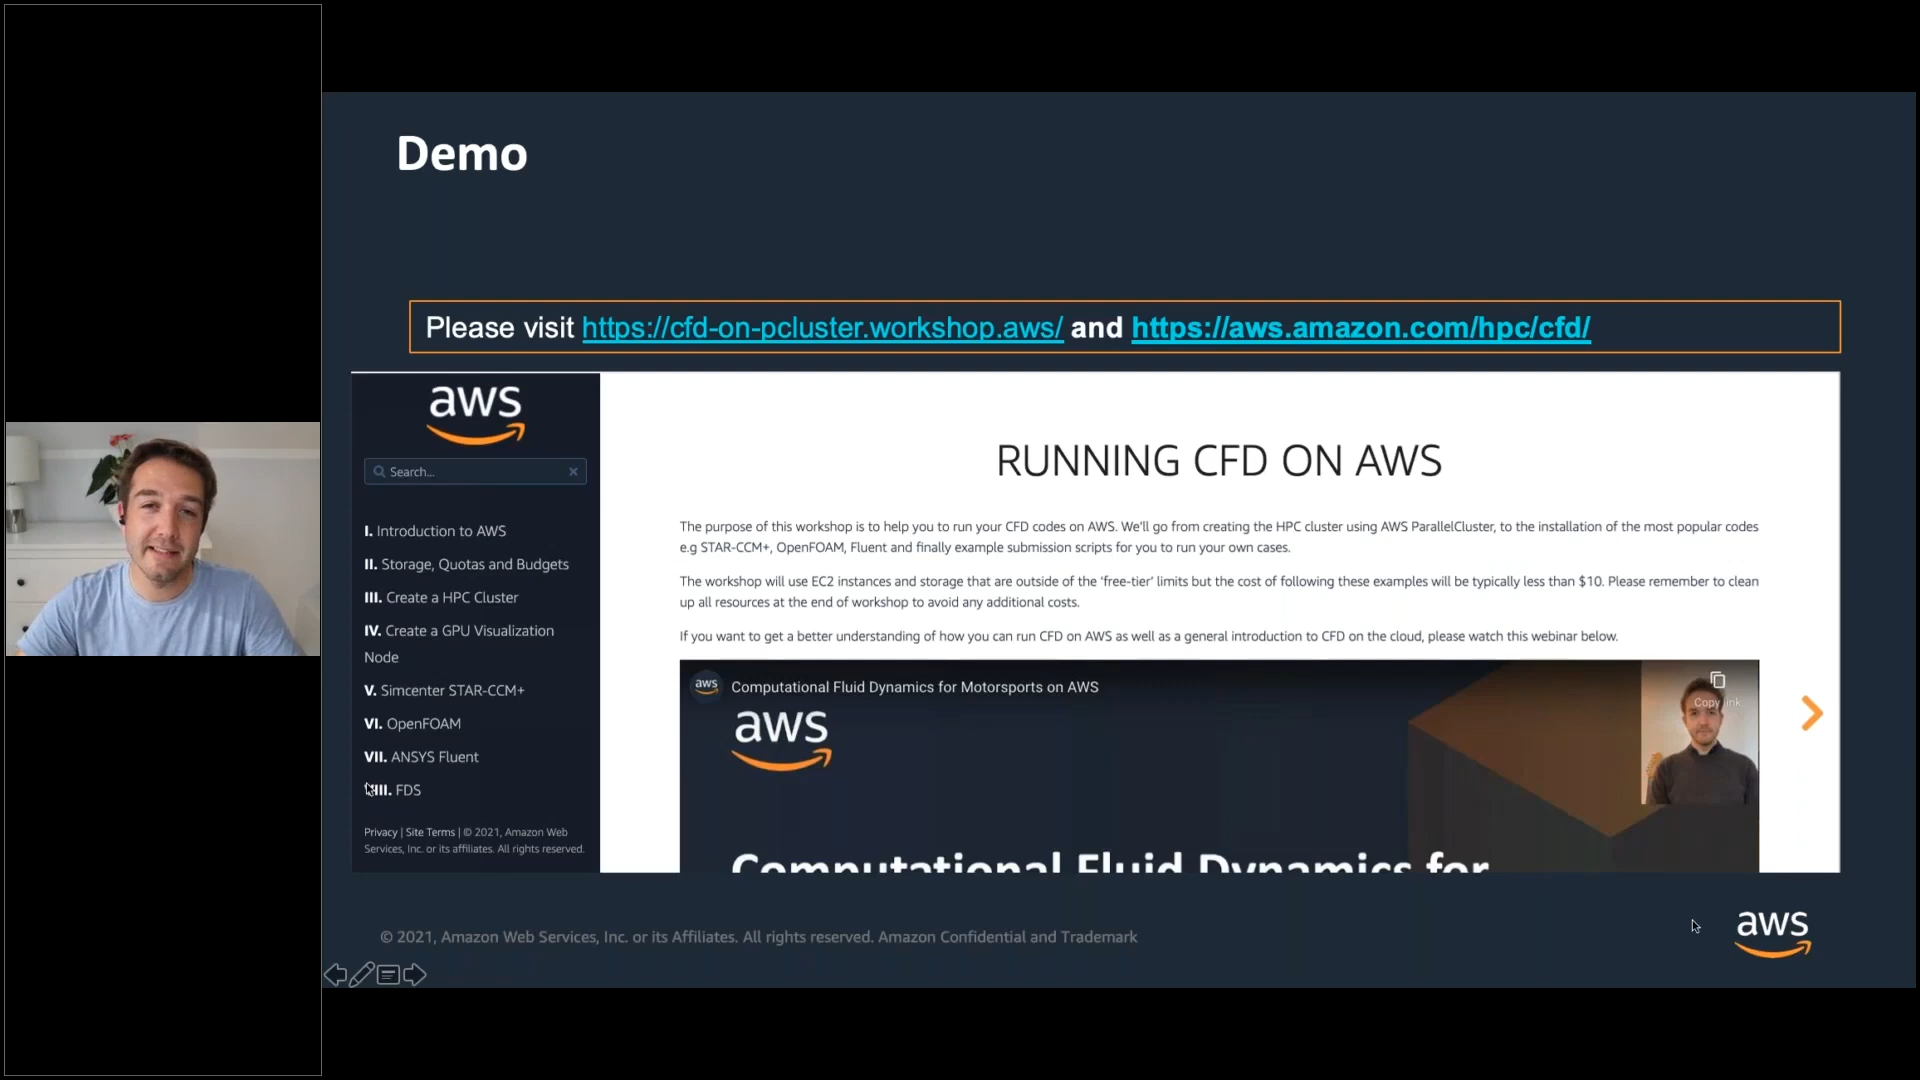 Demo
Please visit https://cfd-on-pcluster.workshop.aws/ and https://aws.amazon.com/hpc/cfd/
aws
Search...
I. Introduction to AWS
II. Storage, Quotas and Budgets
III. Create a HPC Cluster
IV. Create a GPU Visualization
Node
V. Simcenter STAR-CCM+
VI. OpenFOAM
VII. ANSYS Fluent
VIII. FDS
Privacy | Site Terms | © 2021, Amazon Web
Services, Inc. or its affiliates. All rights reserved.
RUNNING CFD ON AWS
The purpose of this workshop is to help you to run your CFD codes on AWS. We'll go from creating the HPC cluster using AWS ParallelCluster, to the installation of the most popular codes
e.g STAR-CCM+, OpenFOAM, Fluent and finally example submission scripts for you to run your own cases.
The workshop will use EC2 instances and storage that are outside of the 'free-tier' limits but the cost of following these examples will be typically less than $10. Please remember to clean
up all resources at the end of workshop to avoid any additional costs.
If you want to get a better understanding of how you can run CFD on AWS as well as a general introduction to CFD on the cloud, please watch this webinar below.
aws Computational Fluid Dynamics for Motorsports on AWS
Copy link
aws
Computational Fluid Dynamics for
© 2021, Amazon Web Services, Inc. or its Affiliates. All rights reserved. Amazon Confidential and Trademark
aws